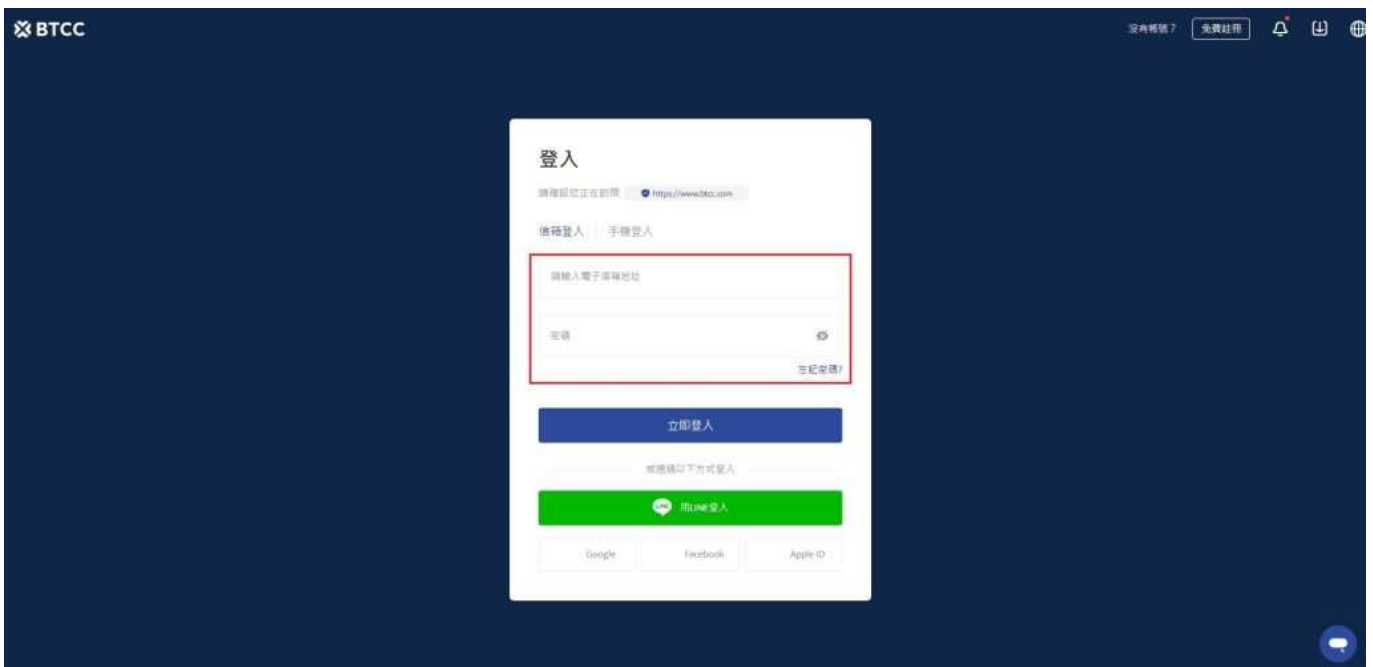 BTCC
沒有帳號？ 免費註冊
登入
請確認您正在訪問 https://www.btcc.com
信箱登入 手機登入
請輸入電子信箱地址
密碼
忘記密碼?
立即登入
或透過以下方式登入
LINE 用LINE登入
Google Facebook Apple ID